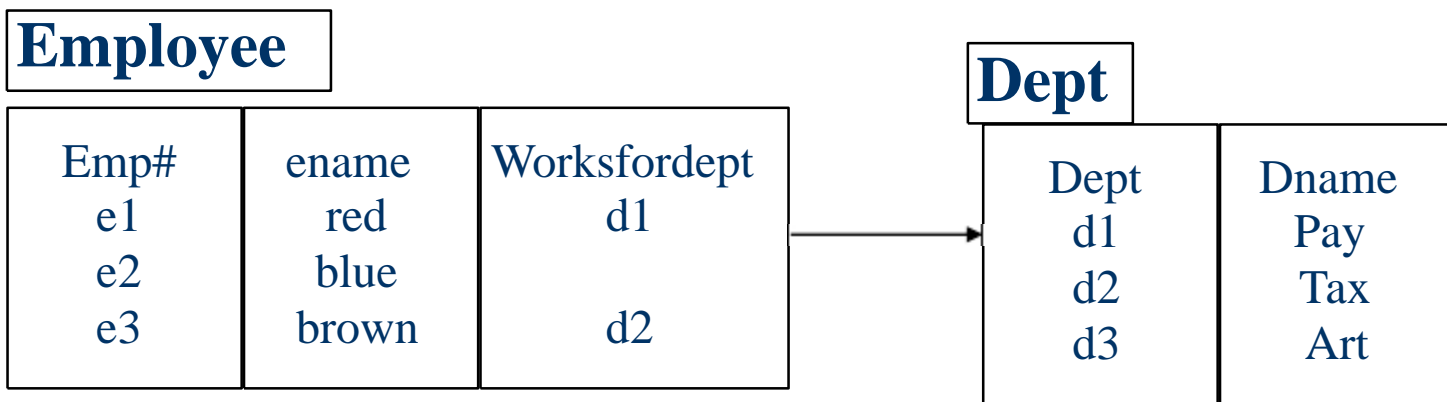 Employee
Emp# ename Worksfordept
e1 red d1
e2 blue
e3 brown d2
Dept
Dept Dname
d1 Pay
d2 Tax
d3 Art